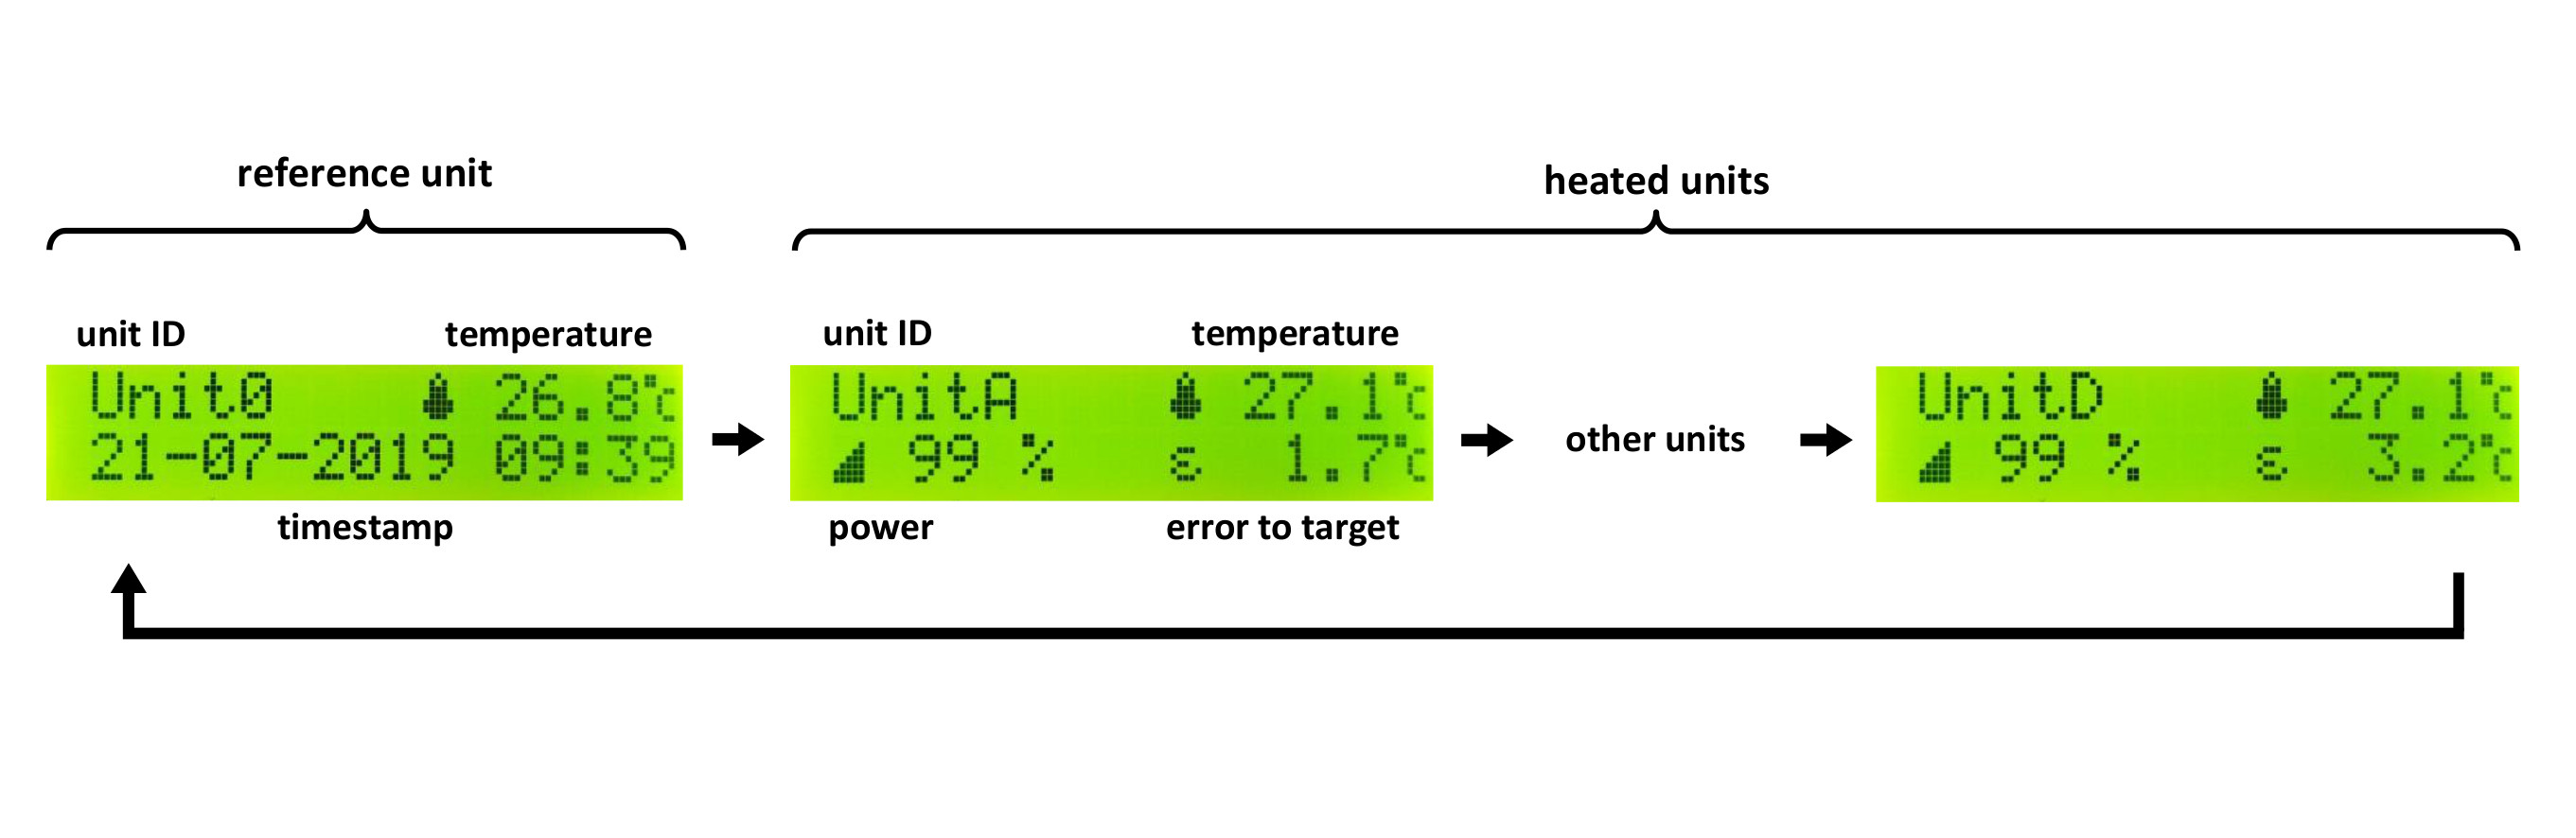 reference unit
heated units
unit ID temperature
Unit0 26.8℃
21-07-2019 09:39
timestamp
unit ID temperature
UnitA 27.1℃
99 % ε 1.7℃
power error to target
other units
UnitD 27.1℃
99 % ε 3.2℃